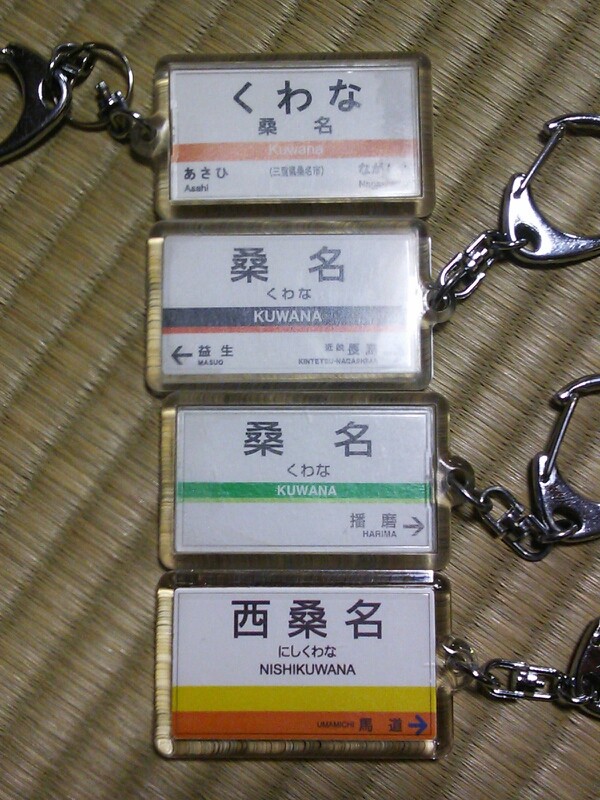 くわな
桑名
Kuwana
あさひ (三重県桑名市) なが
Asahi
桑名
くわな
KUWANA
← 益生 近鉄長島
MASUO KINTETSU-NAGASHIMA
桑名
くわな
KUWANA
播磨 →
HARIMA
西桑名
にしくわな
NISHIKUWANA
UMAMICHI 馬道 →